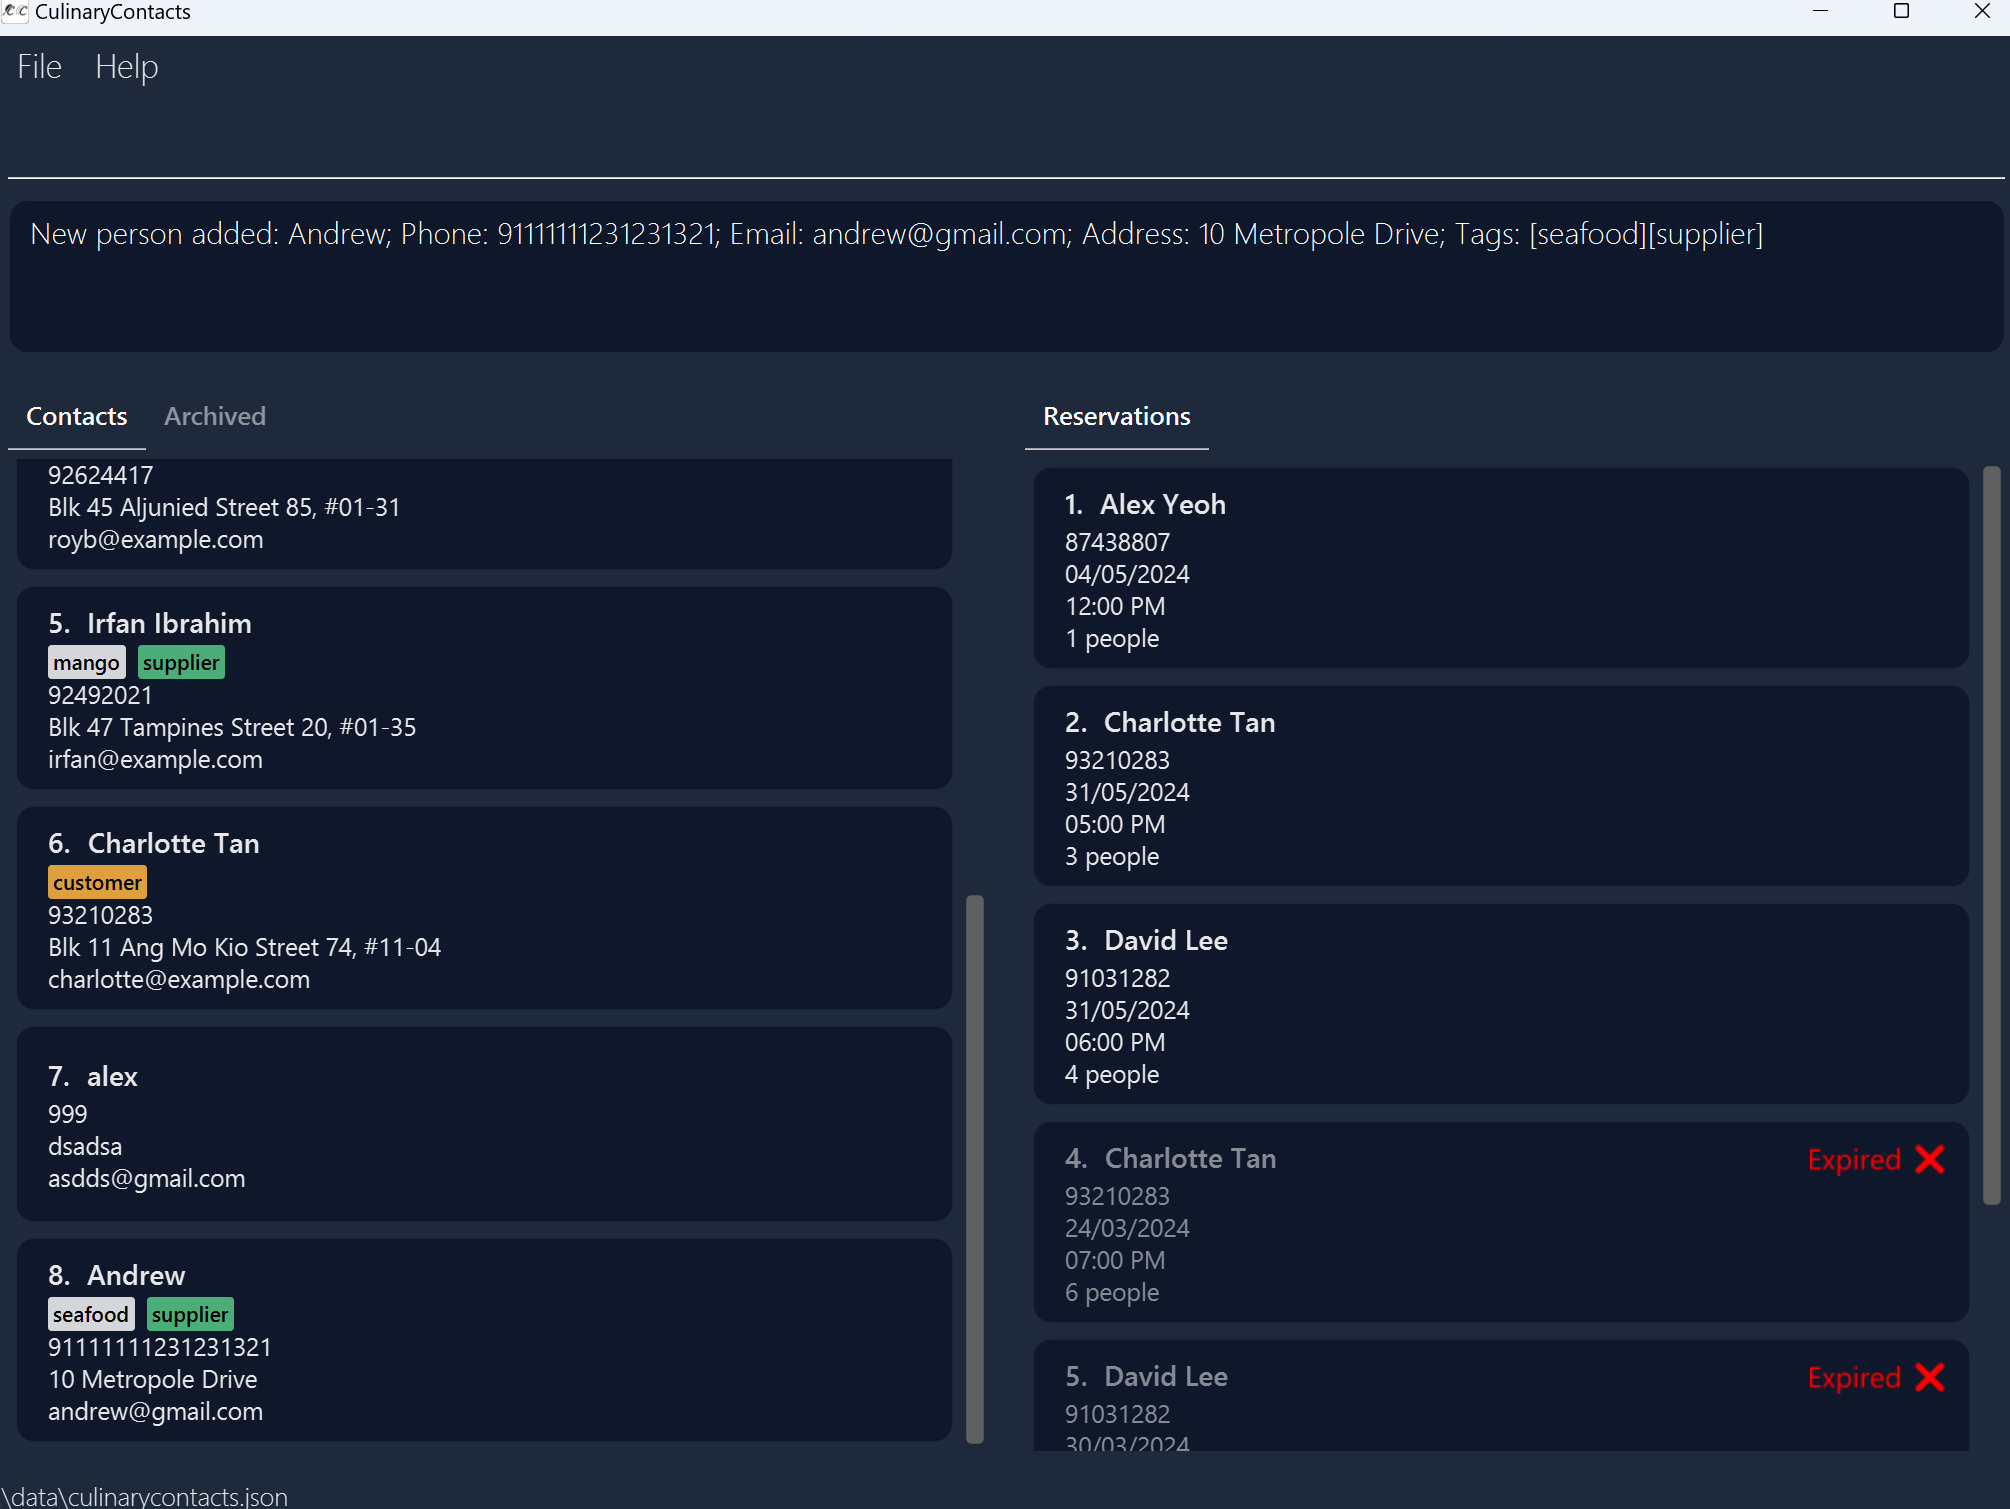 CulinaryContacts
File Help
New person added: Andrew; Phone: 91111111231231321; Email: andrew@gmail.com; Address: 10 Metropole Drive; Tags: [seafood][supplier]
Contacts Archived
92624417
Blk 45 Aljunied Street 85, #01-31
royb@example.com
5. Irfan Ibrahim
mango supplier
92492021
Blk 47 Tampines Street 20, #01-35
irfan@example.com
6. Charlotte Tan
customer
93210283
Blk 11 Ang Mo Kio Street 74, #11-04
charlotte@example.com
7. alex
999
dsadsa
asdds@gmail.com
8. Andrew
seafood supplier
91111111231231321
10 Metropole Drive
andrew@gmail.com
Reservations
1. Alex Yeoh
87438807
04/05/2024
12:00 PM
1 people
2. Charlotte Tan
93210283
31/05/2024
05:00 PM
3 people
3. David Lee
91031282
31/05/2024
06:00 PM
4 people
4. Charlotte Tan
Expired
93210283
24/03/2024
07:00 PM
6 people
5. David Lee
Expired
91031282
30/03/2024
\data\culinarycontacts.json